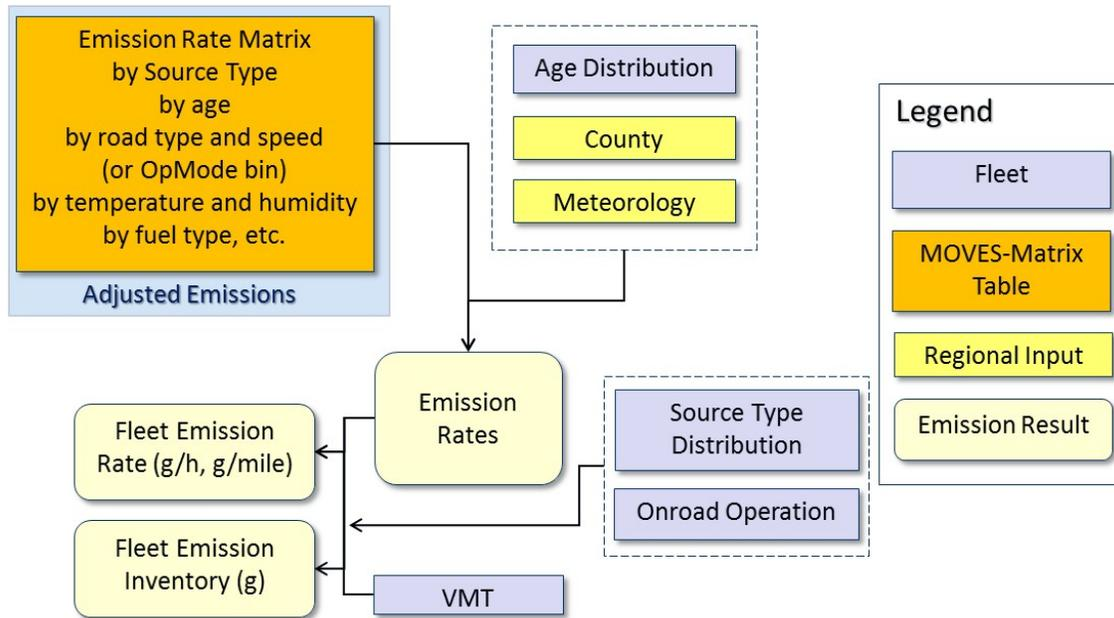 Emission Rate Matrix
by Source Type
by age
by road type and speed
(or OpMode bin)
by temperature and humidity
by fuel type, etc.
Adjusted Emissions
Age Distribution
County
Meteorology
Legend
Fleet
MOVES-Matrix
Table
Regional Input
Emission Result
Emission
Rates
Fleet Emission
Rate (g/h, g/mile)
Fleet Emission
Inventory (g)
Source Type
Distribution
Onroad Operation
VMT